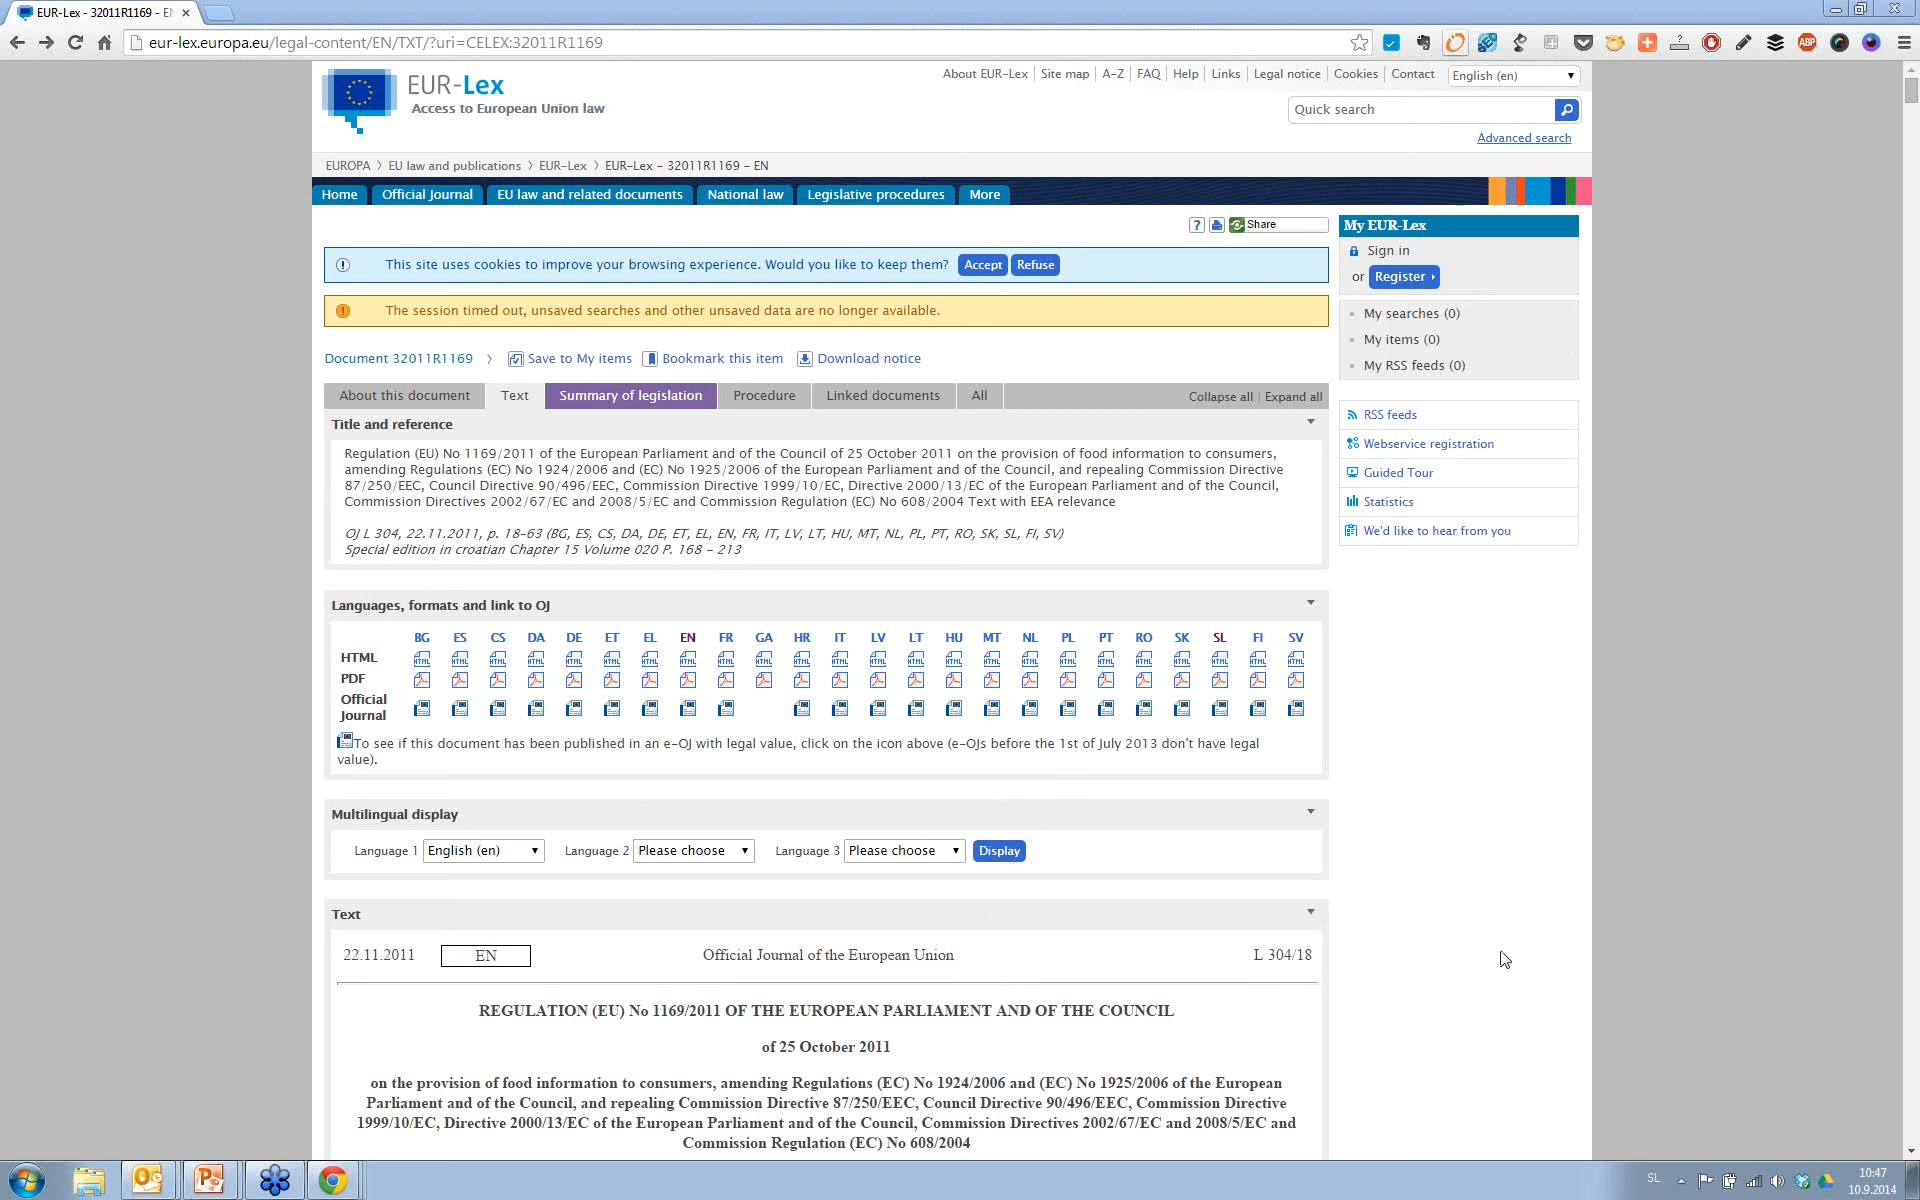 EUR-Lex - 32011R1169 - EN
eur-lex.europa.eu/legal-content/EN/TXT/?uri=CELEX:32011R1169
EUR-Lex
Access to European Union law
About EUR-Lex | Site map | A-Z | FAQ | Help | Links | Legal notice | Cookies | Contact
English (en)
Quick search
Advanced search
EUROPA > EU law and publications > EUR-Lex > EUR-Lex - 32011R1169 - EN
Home Official Journal EU law and related documents National law Legislative procedures More
? Share
My EUR-Lex
Sign in
or Register
My searches (0)
My items (0)
My RSS feeds (0)
RSS feeds
Webservice registration
Guided Tour
Statistics
We'd like to hear from you
This site uses cookies to improve your browsing experience. Would you like to keep them? Accept Refuse
The session timed out, unsaved searches and other unsaved data are no longer available.
Document 32011R1169 > Save to My items Bookmark this item Download notice
About this document Text Summary of legislation Procedure Linked documents All Collapse all | Expand all
Title and reference
Regulation (EU) No 1169/2011 of the European Parliament and of the Council of 25 October 2011 on the provision of food information to consumers,
amending Regulations (EC) No 1924/2006 and (EC) No 1925/2006 of the European Parliament and of the Council, and repealing Commission Directive
87/250/EEC, Council Directive 90/496/EEC, Commission Directive 1999/10/EC, Directive 2000/13/EC of the European Parliament and of the Council,
Commission Directives 2002/67/EC and 2008/5/EC and Commission Regulation (EC) No 608/2004 Text with EEA relevance
OJ L 304, 22.11.2011, p. 18–63 (BG, ES, CS, DA, DE, ET, EL, EN, FR, IT, LV, LT, HU, MT, NL, PL, PT, RO, SK, SL, FI, SV)
Special edition in croatian Chapter 15 Volume 020 P. 168 - 213
Languages, formats and link to OJ
BG ES CS DA DE ET EL EN FR GA HR IT LV LT HU MT NL PL PT RO SK SL FI SV
HTML
PDF
Official
Journal
To see if this document has been published in an e-OJ with legal value, click on the icon above (e-OJs before the 1st of July 2013 don't have legal
value).
Multilingual display
Language 1 English (en) Language 2 Please choose Language 3 Please choose Display
Text
22.11.2011 EN Official Journal of the European Union L 304/18
REGULATION (EU) No 1169/2011 OF THE EUROPEAN PARLIAMENT AND OF THE COUNCIL
of 25 October 2011
on the provision of food information to consumers, amending Regulations (EC) No 1924/2006 and (EC) No 1925/2006 of the European
Parliament and of the Council, and repealing Commission Directive 87/250/EEC, Council Directive 90/496/EEC, Commission Directive
1999/10/EC, Directive 2000/13/EC of the European Parliament and of the Council, Commission Directives 2002/67/EC and 2008/5/EC and
Commission Regulation (EC) No 608/2004
SL
10:47
10.9.2014